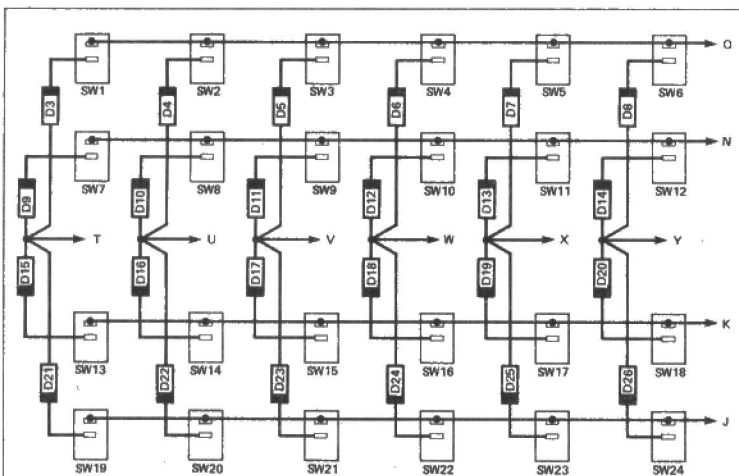 Q
SW1 SW2 SW3 SW4 SW5 SW6
D3 D4 D5 D6 D7 D8
N
SW7 SW8 SW9 SW10 SW11 SW12
D9 D10 D11 D12 D13 D14
T U V W X Y
D15 D16 D17 D18 D19 D20
K
SW13 SW14 SW15 SW16 SW17 SW18
D21 D22 D23 D24 D25 D26
J
SW19 SW20 SW21 SW22 SW23 SW24